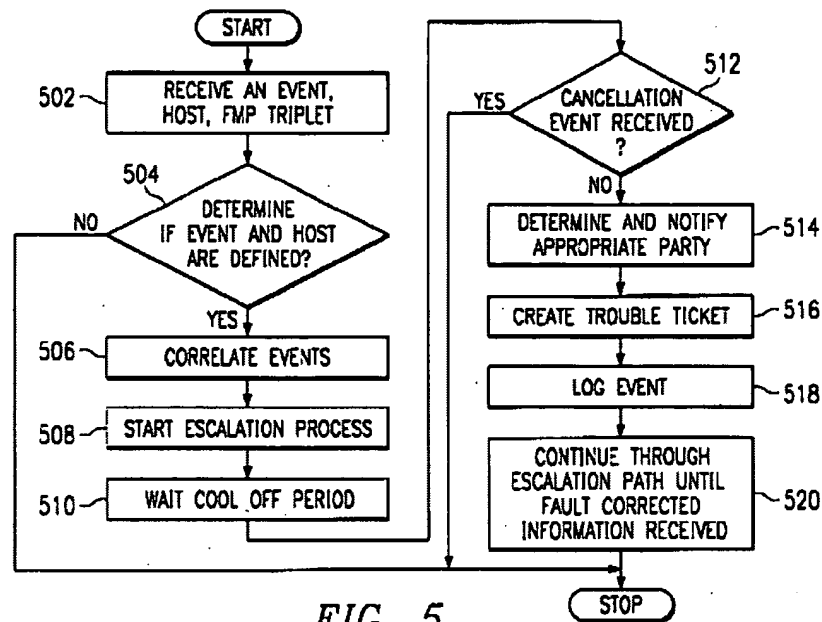 START
502
RECEIVE AN EVENT,
HOST, FMP TRIPLET
504
NO
DETERMINE
IF EVENT AND HOST
ARE DEFINED?
YES
506
CORRELATE EVENTS
508
START ESCALATION PROCESS
510
WAIT COOL OFF PERIOD
512
YES
CANCELLATION
EVENT RECEIVED
?
NO
DETERMINE AND NOTIFY
APPROPRIATE PARTY
514
CREATE TROUBLE TICKET
516
LOG EVENT
518
CONTINUE THROUGH
ESCALATION PATH UNTIL
FAULT CORRECTED
INFORMATION RECEIVED
520
STOP
FIG. 5